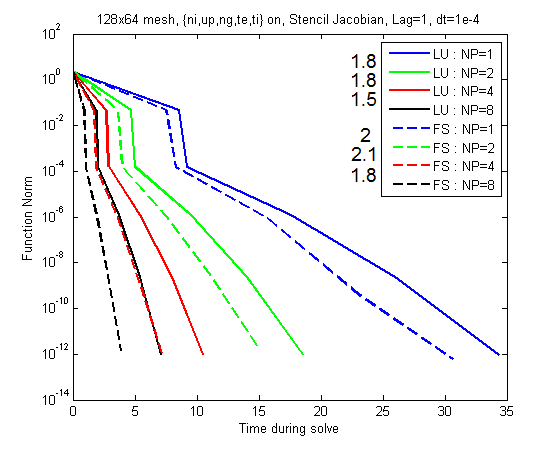 128x64 mesh, {ni,up,ng,te,ti} on, Stencil Jacobian, Lag=1, dt=1e-4
10^2
10^0
10^-2
10^-4
10^-6
10^-8
10^-10
10^-12
10^-14
Function Norm
1.8
1.8
1.5
2
2.1
1.8
LU : NP=1
LU : NP=2
LU : NP=4
LU : NP=8
FS : NP=1
FS : NP=2
FS : NP=4
FS : NP=8
0 5 10 15 20 25 30 35
Time during solve